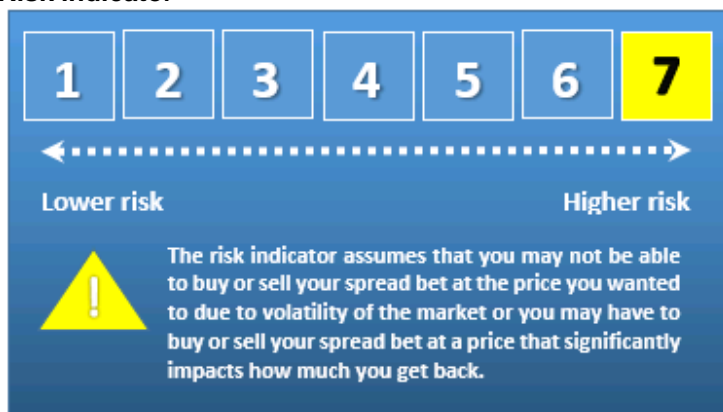 Risk indicator
1 2 3 4 5 6 7
Lower risk Higher risk
!
The risk indicator assumes that you may not be able
to buy or sell your spread bet at the price you wanted
to due to volatility of the market or you may have to
buy or sell your spread bet at a price that significantly
impacts how much you get back.